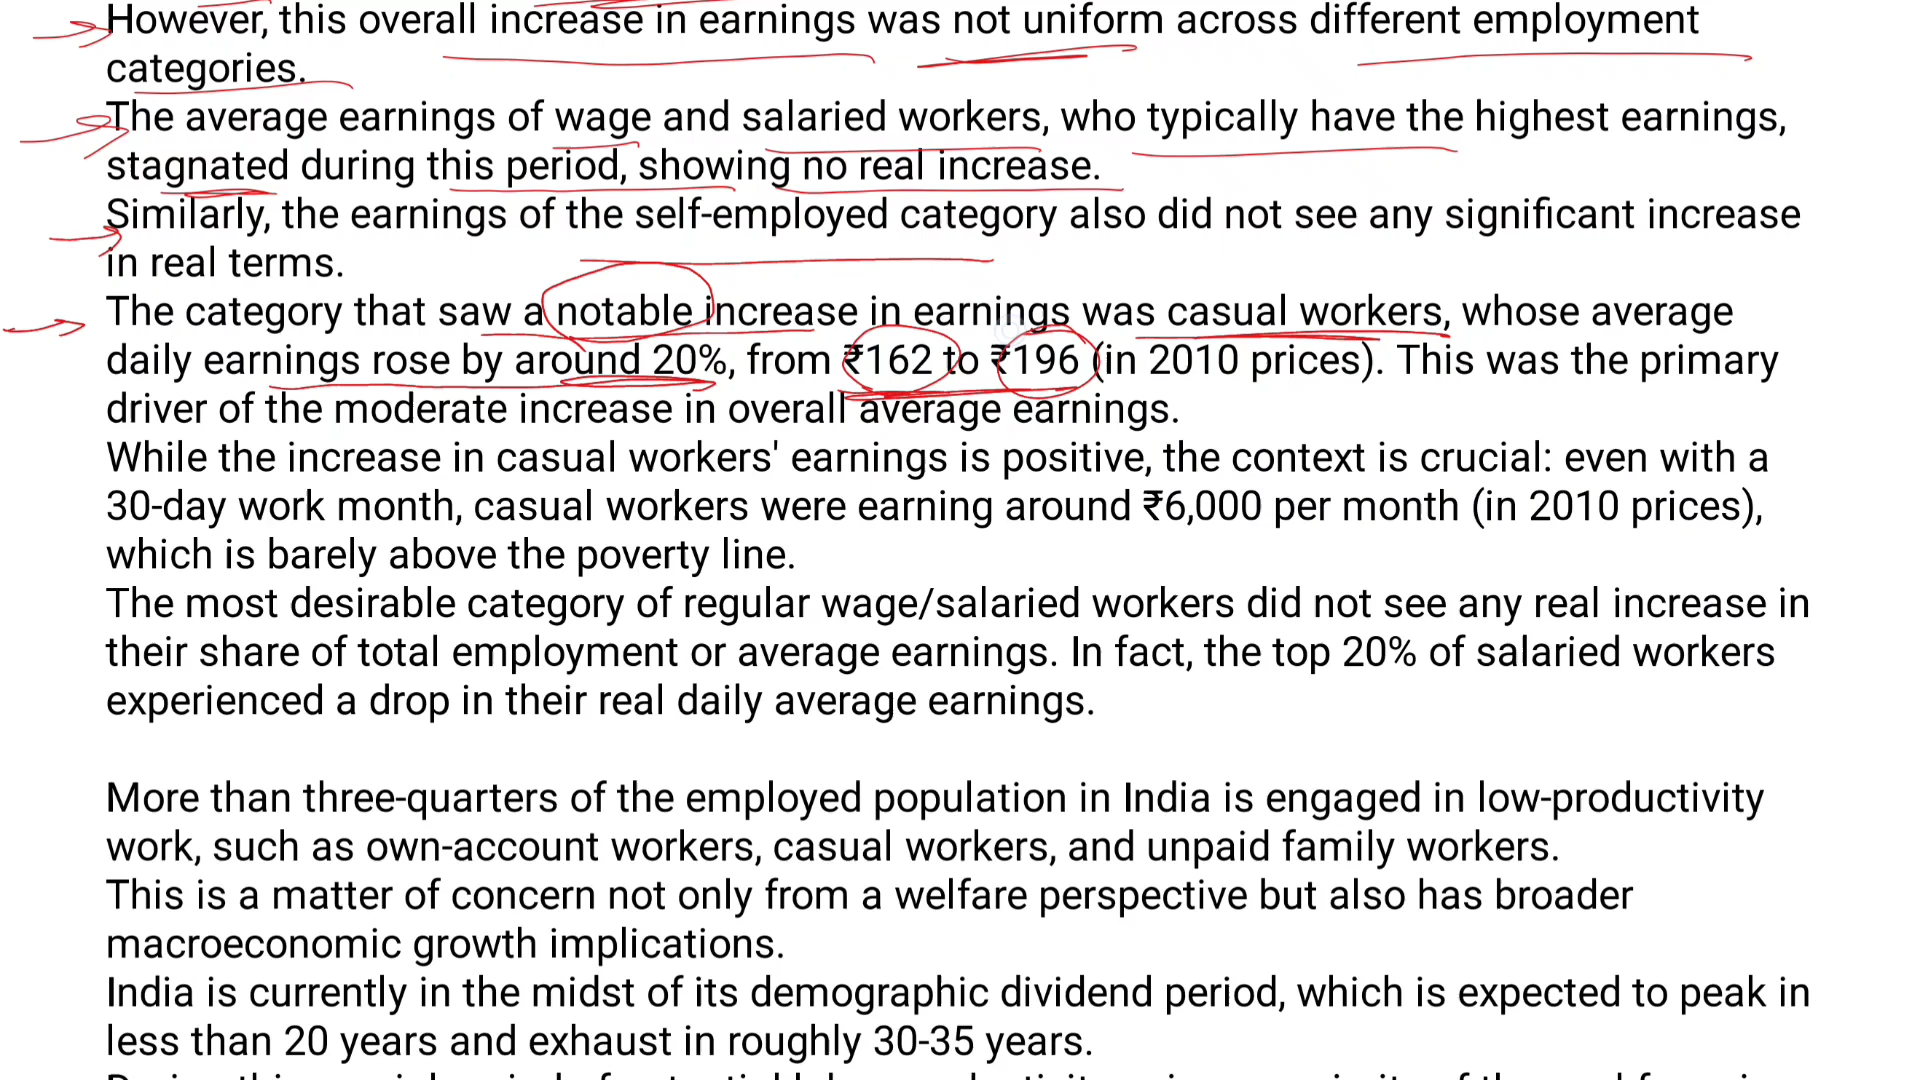 However, this overall increase in earnings was not uniform across different employment
categories.
The average earnings of wage and salaried workers, who typically have the highest earnings,
stagnated during this period, showing no real increase.
Similarly, the earnings of the self-employed category also did not see any significant increase
in real terms.
The category that saw a notable increase in earnings was casual workers, whose average
daily earnings rose by around 20%, from ₹162 to ₹196 (in 2010 prices). This was the primary
driver of the moderate increase in overall average earnings.
While the increase in casual workers' earnings is positive, the context is crucial: even with a
30-day work month, casual workers were earning around ₹6,000 per month (in 2010 prices),
which is barely above the poverty line.
The most desirable category of regular wage/salaried workers did not see any real increase in
their share of total employment or average earnings. In fact, the top 20% of salaried workers
experienced a drop in their real daily average earnings.
More than three-quarters of the employed population in India is engaged in low-productivity
work, such as own-account workers, casual workers, and unpaid family workers.
This is a matter of concern not only from a welfare perspective but also has broader
macroeconomic growth implications.
India is currently in the midst of its demographic dividend period, which is expected to peak in
less than 20 years and exhaust in roughly 30-35 years.